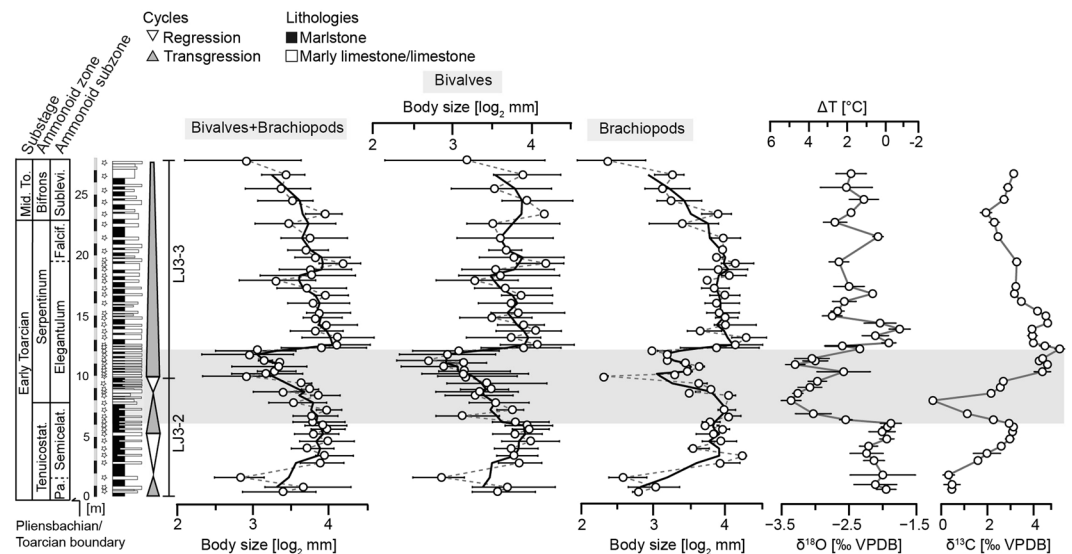 Cycles
Regression
Transgression
Lithologies
Marlstone
Marly limestone/limestone
Substage
Ammonoid zone
Ammonoid subzone
Bivalves
Body size [log2 mm]
2 3 4
Bivalves+Brachiopods
Brachiopods
ΔT [°C]
6 4 2 0 -2
Mid. To. Bifrons Sublevi.
Early Toarcian Serpentinum Falcif.
Elegantulum
Tenuicostat. Semicelat.
Pa.
25
20
15
10
5
0
[m]
LJ3-3
LJ3-2
Pliensbachian/
Toarcian boundary
2 3 4
Body size [log2 mm]
2 3 4
Body size [log2 mm]
−3.5 −2.5 −1.5
δ18O [‰ VPDB]
0 2 4
δ13C [‰ VPDB]